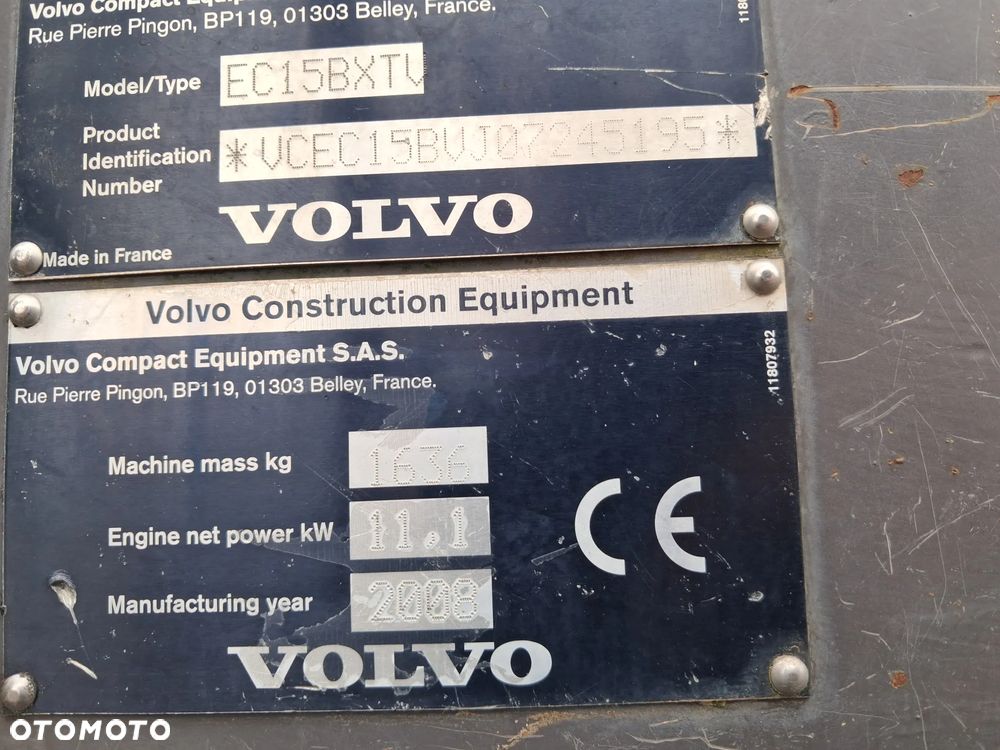 Volvo Compact Equip
Rue Pierre Pingon, BP119, 01303 Belley, France.
Model/Type EC15BXTV
Product
Identification *VCEC15BVJ07245195*
Number
VOLVO
Made in France
Volvo Construction Equipment
Volvo Compact Equipment S.A.S.
Rue Pierre Pingon, BP119, 01303 Belley, France.
11807932
Machine mass kg 1636
Engine net power kW 11,1
Manufacturing year 2008
CE
VOLVO
OTOMOTO